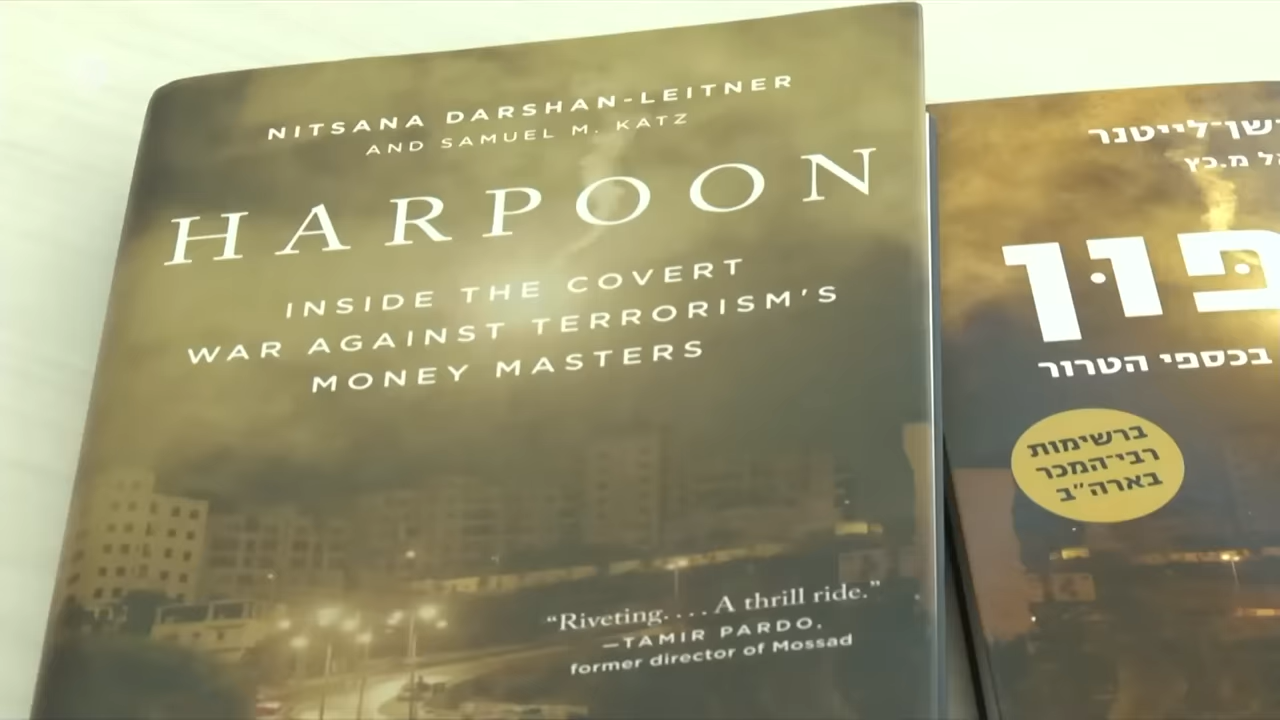 NITSANA DARSHAN-LEITNER
AND SAMUEL M. KATZ
HARPOON
INSIDE THE COVERT
WAR AGAINST TERRORISM'S
MONEY MASTERS
“Riveting....A thrill ride.”
—TAMIR PARDO,
former director of Mossad
שן־לייטנר
מ.כץ
פּוּן
בכספי הטרור
ברשימות
רבי־המכר
בארה״ב